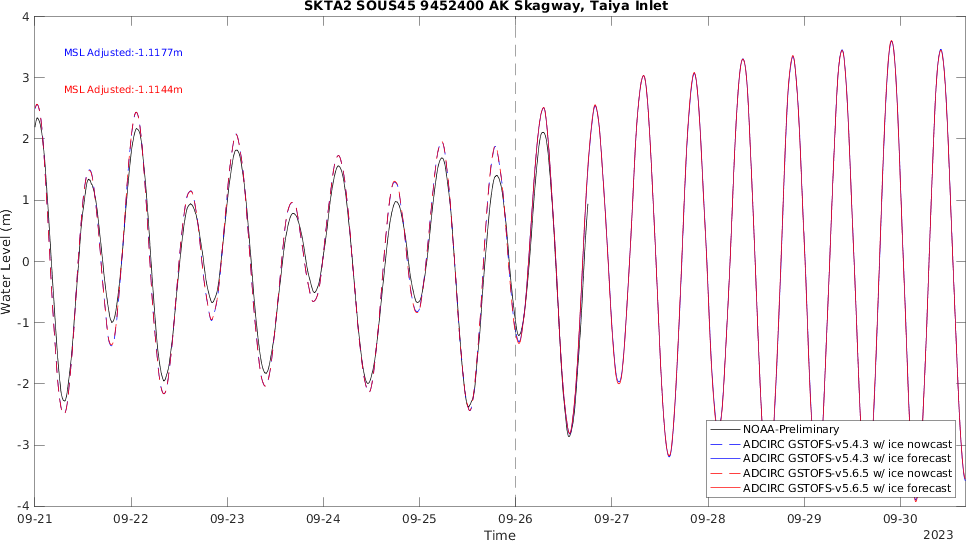 SKTA2 SOUS45 9452400 AK Skagway, Taiya Inlet
4
3
2
1
0
-1
-2
-3
-4
Water Level (m)
MSL Adjusted:-1.1177m
MSL Adjusted:-1.1144m
NOAA-Preliminary
ADCIRC GSTOFS-v5.4.3 w/ ice nowcast
ADCIRC GSTOFS-v5.4.3 w/ ice forecast
ADCIRC GSTOFS-v5.6.5 w/ ice nowcast
ADCIRC GSTOFS-v5.6.5 w/ ice forecast
09-21 09-22 09-23 09-24 09-25 09-26 09-27 09-28 09-29 09-30
Time
2023